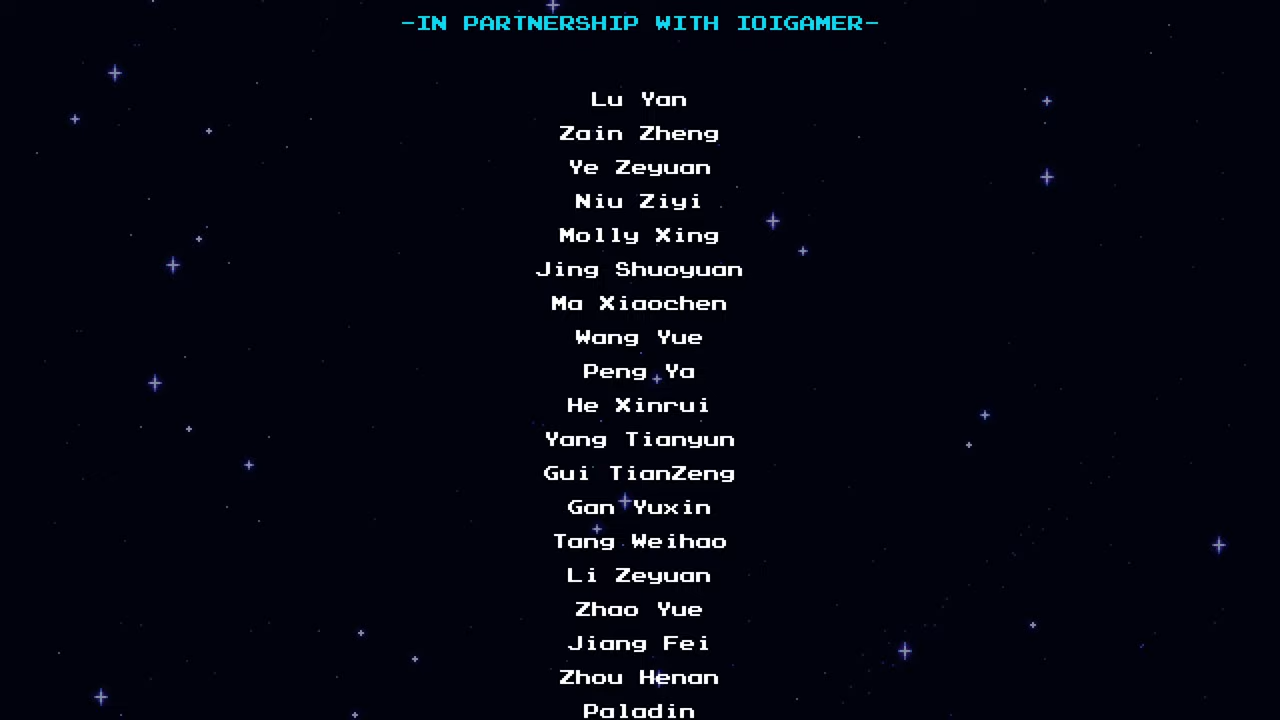 -IN PARTNERSHIP WITH IOIGAMER-
Lu Yan
Zain Zheng
Ye Zeyuan
Niu Ziyi
Molly Xing
Jing Shuoyuan
Ma Xiaochen
Wang Yue
Peng Ya
He Xinrui
Yang Tianyun
Gui TianZeng
Gan Yuxin
Tang Weihao
Li Zeyuan
Zhao Yue
Jiang Fei
Zhou Henan
Paladin